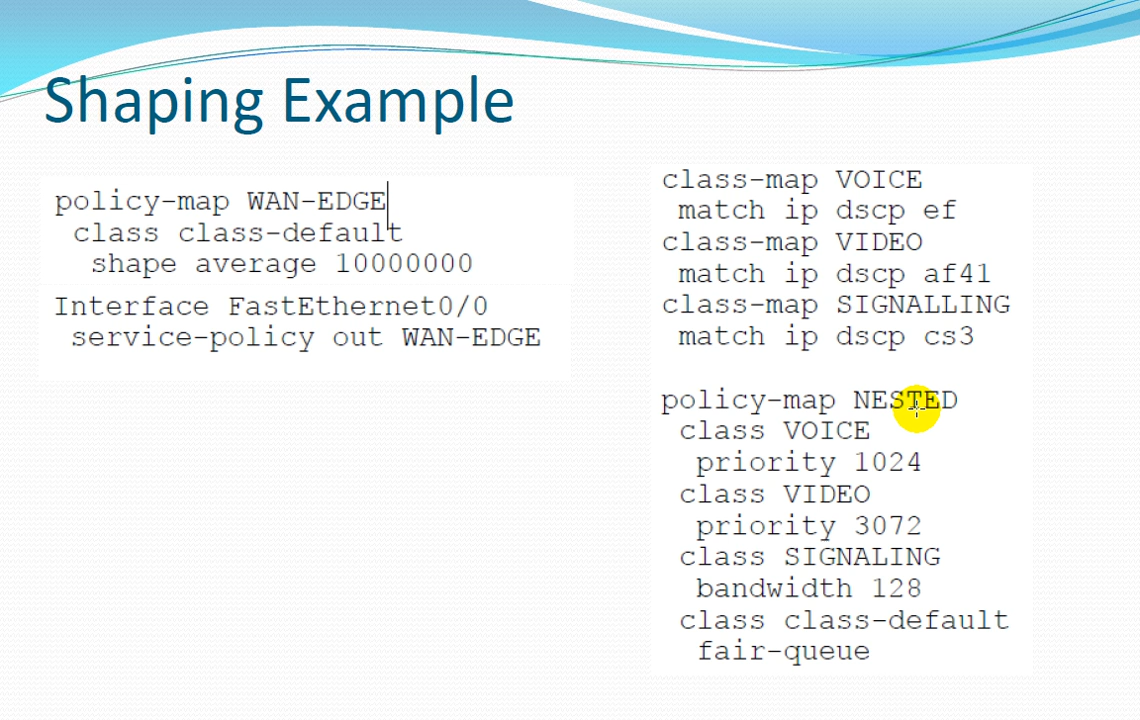 Shaping Example
policy-map WAN-EDGE
class class-default
shape average 10000000
Interface FastEthernet0/0
service-policy out WAN-EDGE
class-map VOICE
match ip dscp ef
class-map VIDEO
match ip dscp af41
class-map SIGNALLING
match ip dscp cs3
policy-map NESTED
class VOICE
priority 1024
class VIDEO
priority 3072
class SIGNALING
bandwidth 128
class class-default
fair-queue